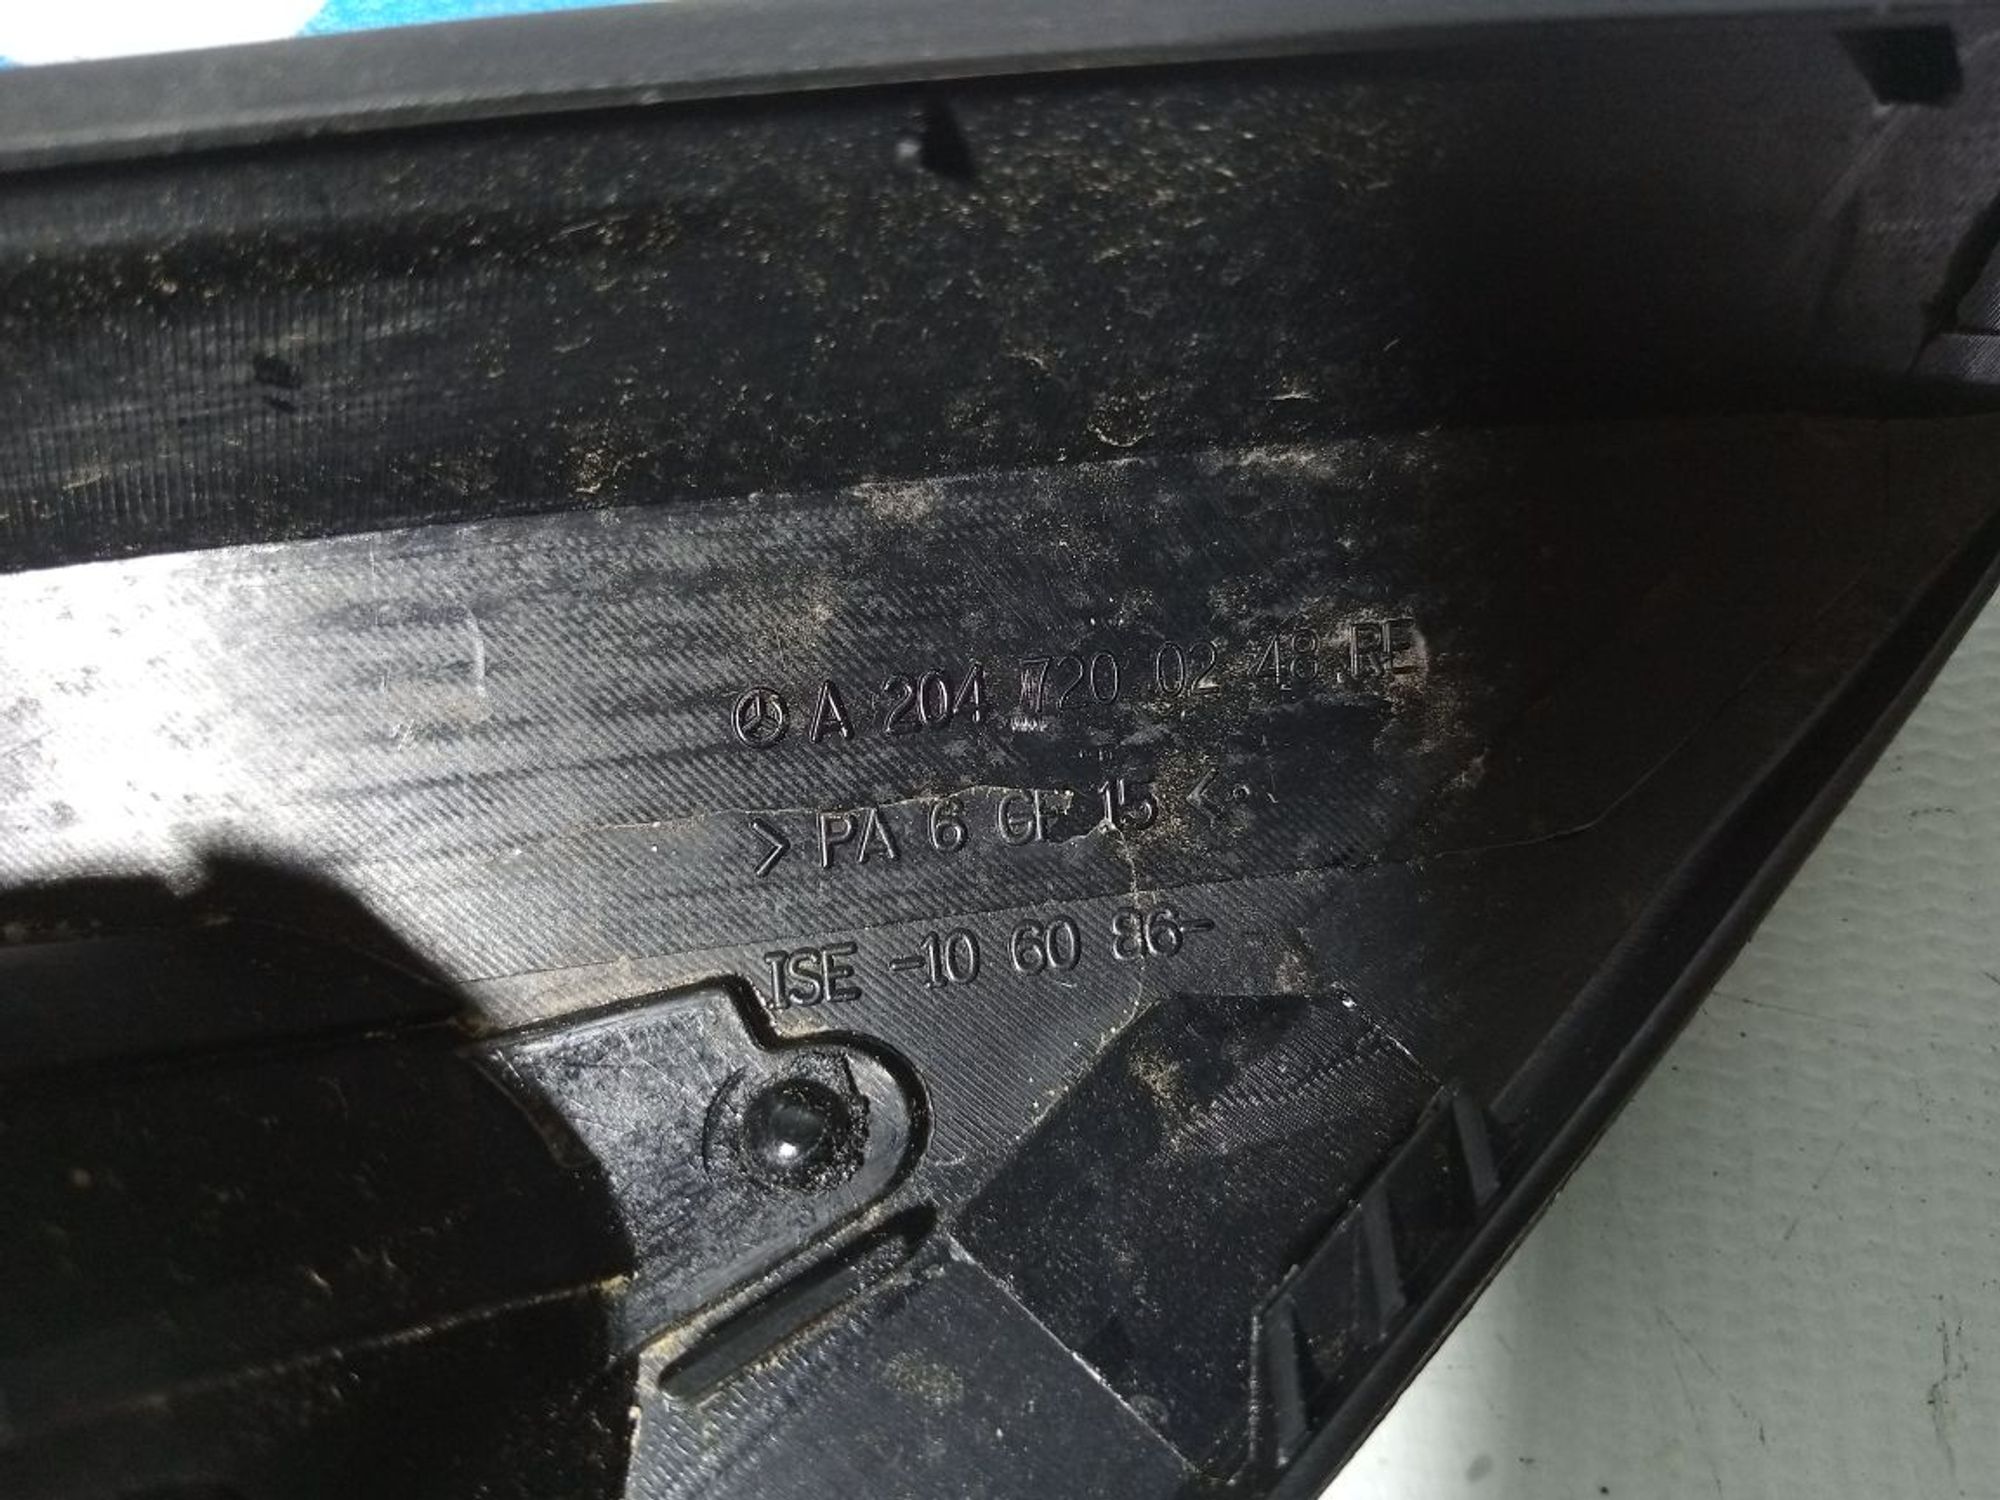 A 204 720 02 48 RE
> PA 6 GF 15 <
ISE -10 60 86-